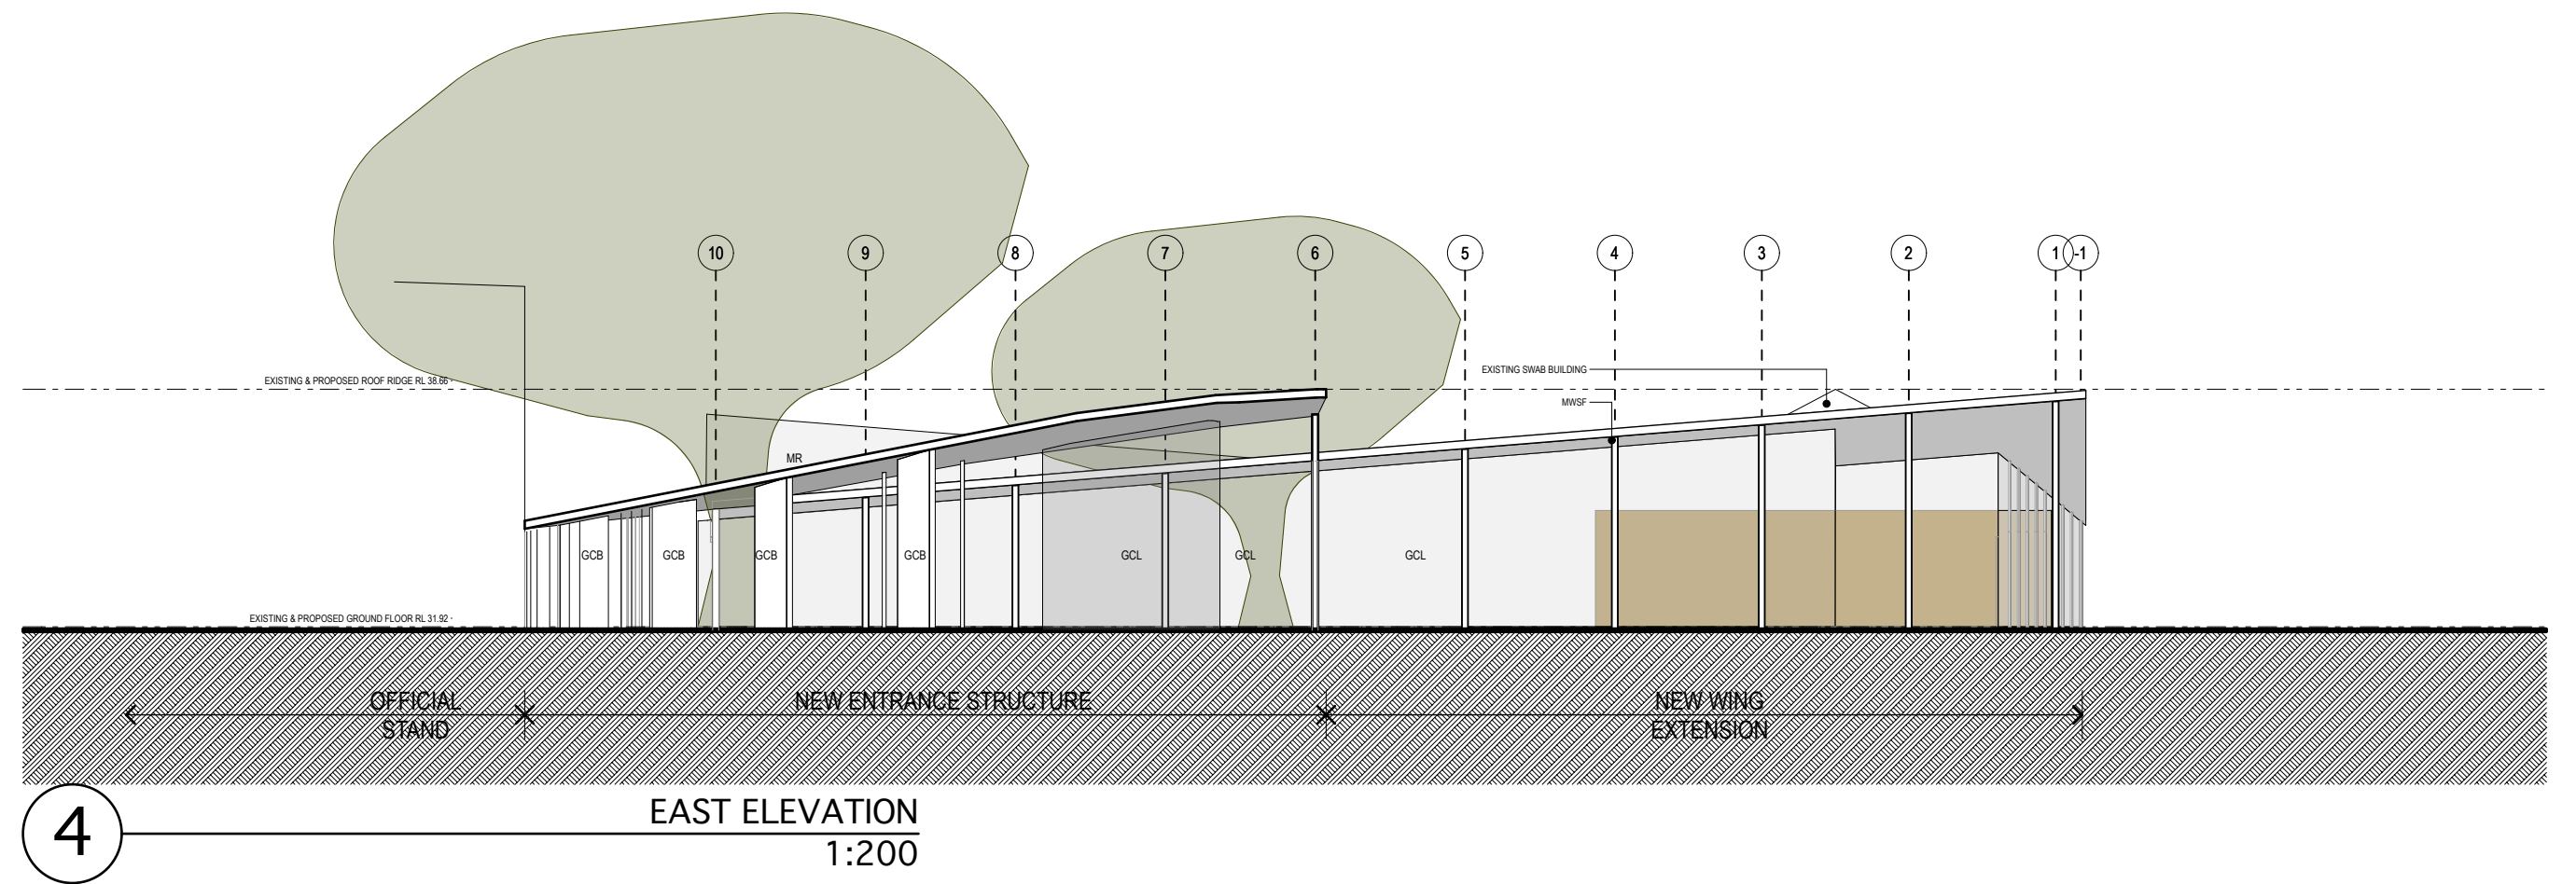 10 9 8 7 6 5 4 3 2 1 -1
EXISTING SWAB BUILDING
EXISTING & PROPOSED ROOF RIDGE RL 38.66 -
MWSF
MR
GCB GCB GCB GCB GCL GCL GCL
EXISTING & PROPOSED GROUND FLOOR RL 31.92 -
OFFICIAL
STAND
NEW ENTRANCE STRUCTURE
NEW WING
EXTENSION
4
EAST ELEVATION
1:200